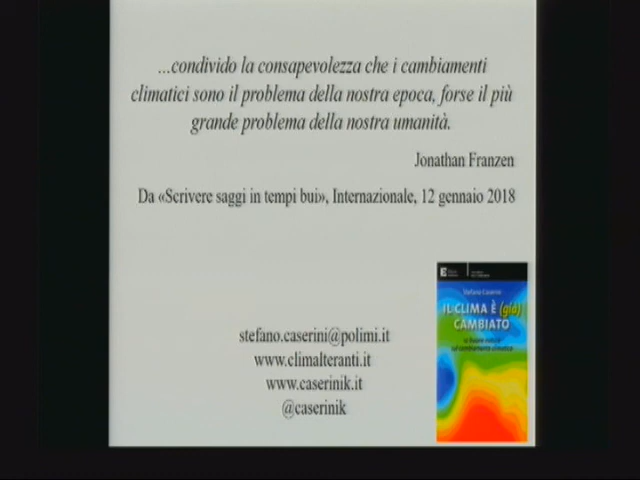 ...condivido la consapevolezza che i cambiamenti
climatici sono il problema della nostra epoca, forse il più
grande problema della nostra umanità.
Jonathan Franzen
Da «Scrivere saggi in tempi bui», Internazionale, 12 gennaio 2018
Stefano Caserini
IL CLIMA È (già)
CAMBIATO
stefano.caserini@polimi.it
www.climalteranti.it
www.caserinik.it
@caserinik